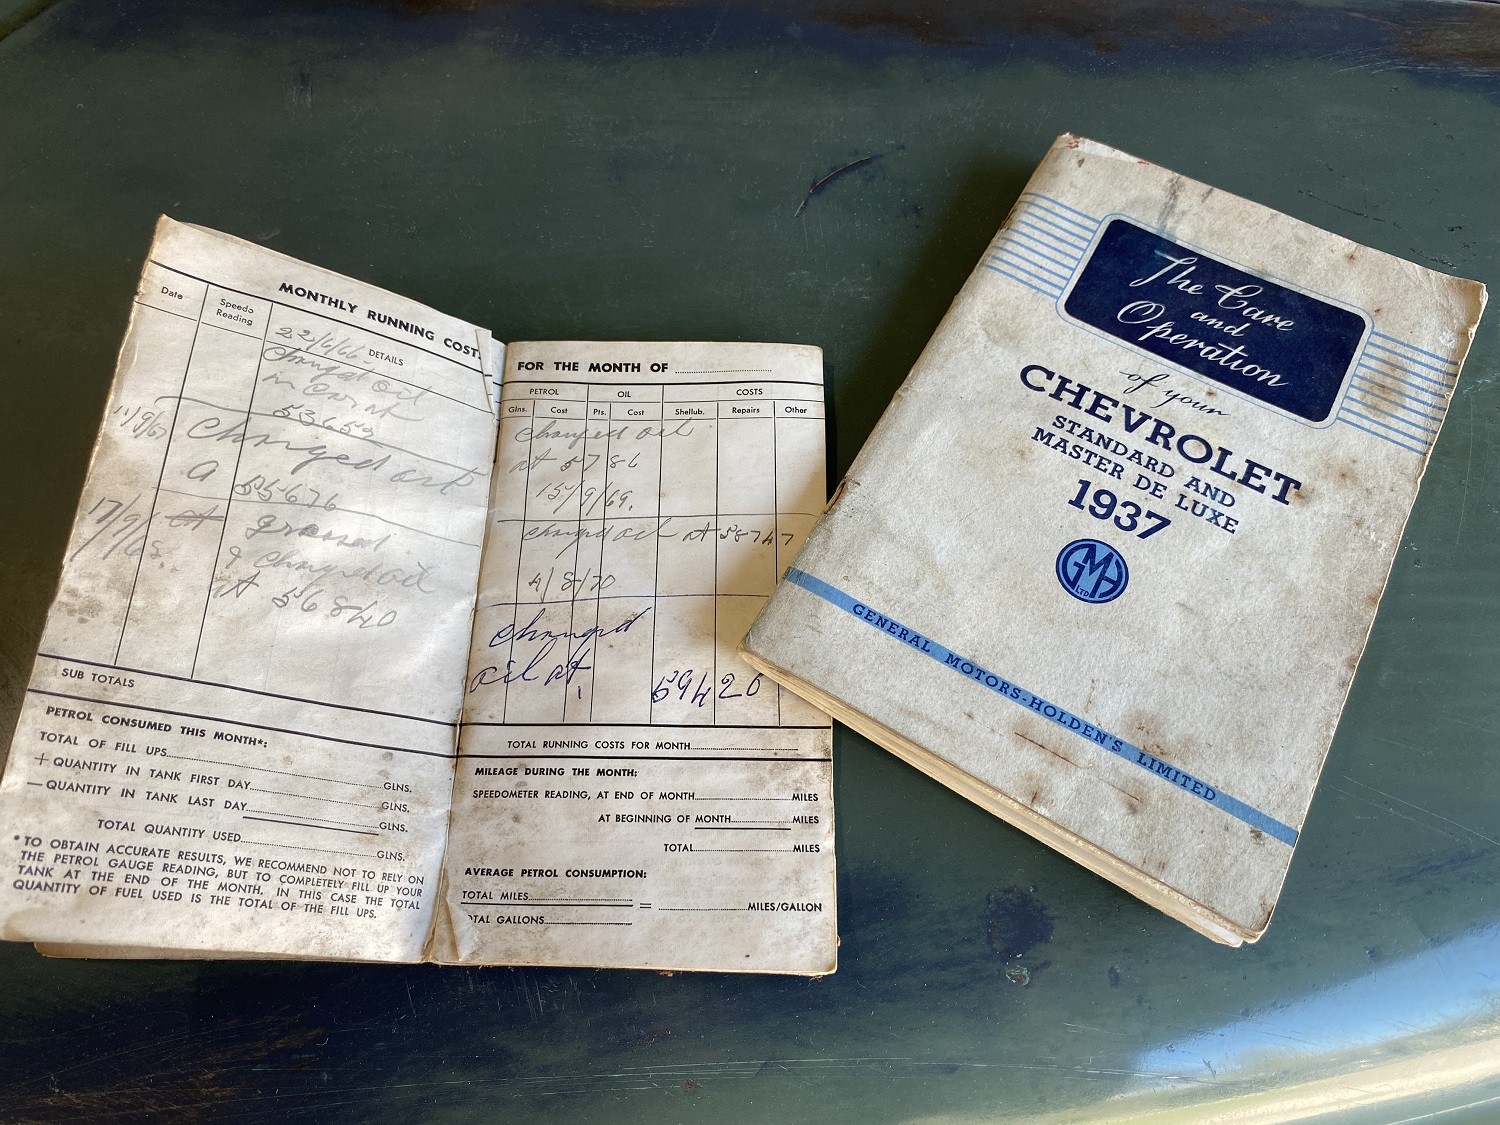 MONTHLY RUNNING COST
Date
Speedo
Reading
DETAILS
22/6/66
changed oil
in
53653
11/9/67
Changed oil
55676
17/9/68
greased
& changed oil
at 56840
SUB TOTALS
PETROL CONSUMED THIS MONTH*:
TOTAL OF FILL UPS GLNS.
+ QUANTITY IN TANK FIRST DAY GLNS.
— QUANTITY IN TANK LAST DAY GLNS.
TOTAL QUANTITY USED GLNS.
* TO OBTAIN ACCURATE RESULTS, WE RECOMMEND NOT TO RELY ON
THE PETROL GAUGE READING, BUT TO COMPLETELY FILL UP YOUR
TANK AT THE END OF THE MONTH. IN THIS CASE THE TOTAL
QUANTITY OF FUEL USED IS THE TOTAL OF THE FILL UPS.
FOR THE MONTH OF
PETROL OIL COSTS
Glns. Cost Pts. Cost Shellub. Repairs Other
changed oil
at 5786
15/9/69.
changed oil at 58747
4/8/70
changed
oil at
59420
TOTAL RUNNING COSTS FOR MONTH
MILEAGE DURING THE MONTH:
SPEEDOMETER READING, AT END OF MONTH MILES
AT BEGINNING OF MONTH MILES
TOTAL MILES
AVERAGE PETROL CONSUMPTION:
TOTAL MILES
= MILES/GALLON
OTAL GALLONS
The Care
and
Operation
of your
CHEVROLET
STANDARD AND
MASTER DE LUXE
1937
GMH
LTD
GENERAL MOTORS-HOLDEN'S LIMITED